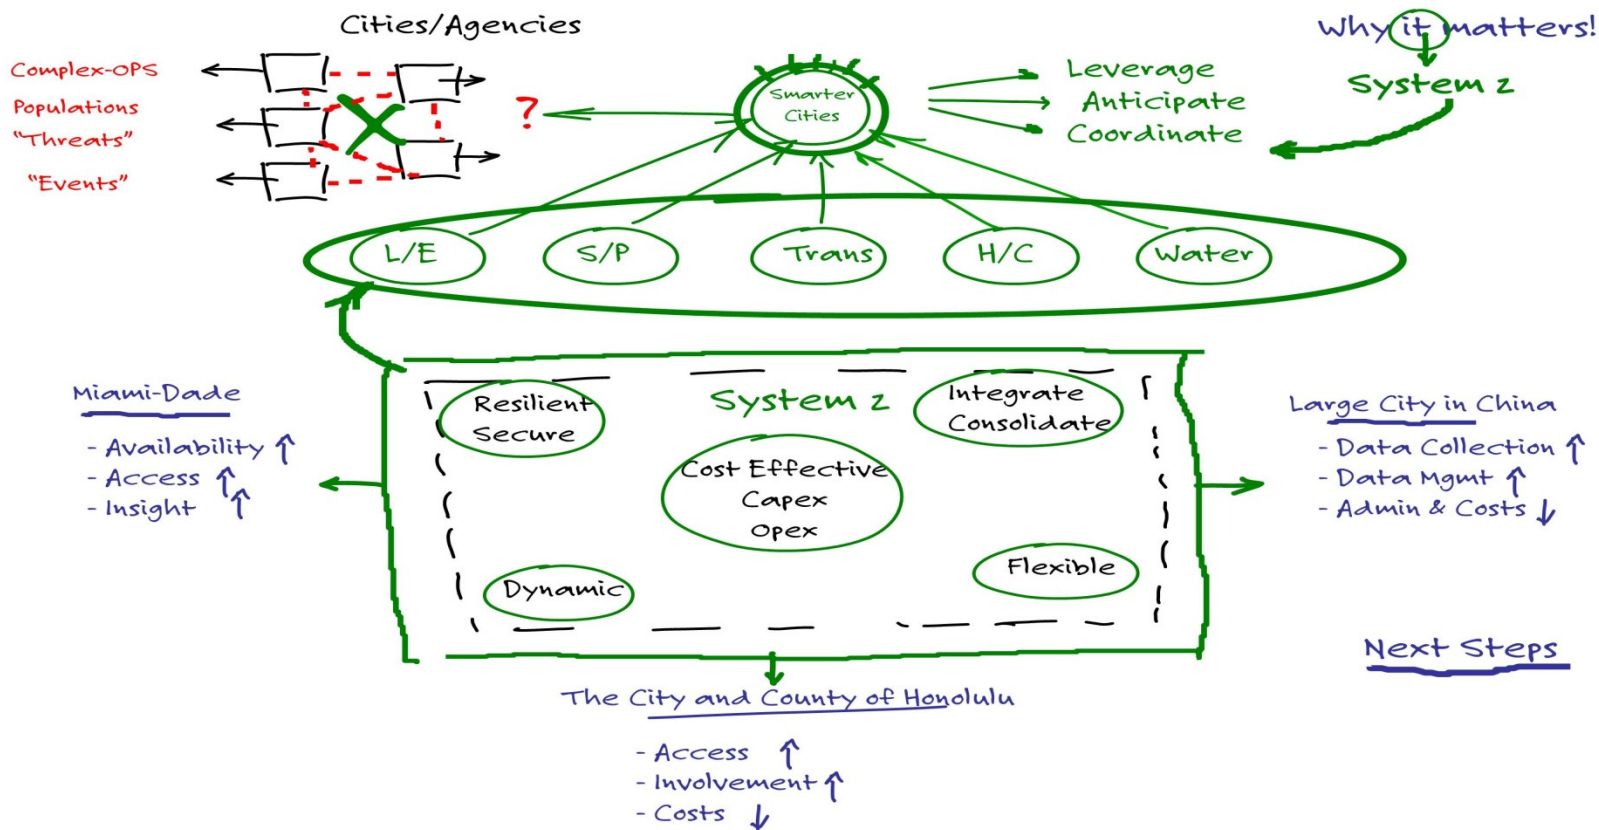 Cities/Agencies
Complex-OPS
Populations
"Threats"
"Events"
?
Smarter
Cities
Leverage
Anticipate
Coordinate
Why it matters!
System z
L/E
S/P
Trans
H/C
Water
Miami-Dade
- Availability ↑
- Access ↑
- Insight ↑
Resilient
Secure
System z
Integrate
Consolidate
Cost Effective
Capex
Opex
Dynamic
Flexible
Large City in China
- Data Collection ↑
- Data Mgmt ↑
- Admin & Costs ↓
The City and County of Honolulu
- Access ↑
- Involvement ↑
- Costs ↓
Next Steps